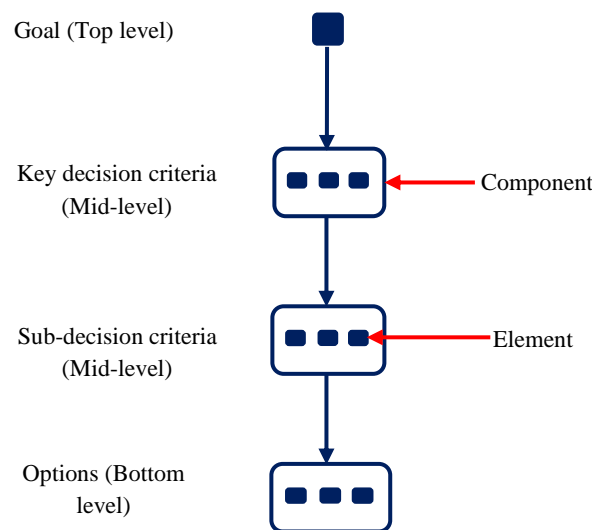 Goal (Top level)
Key decision criteria
(Mid-level)
Component
Sub-decision criteria
(Mid-level)
Element
Options (Bottom
level)